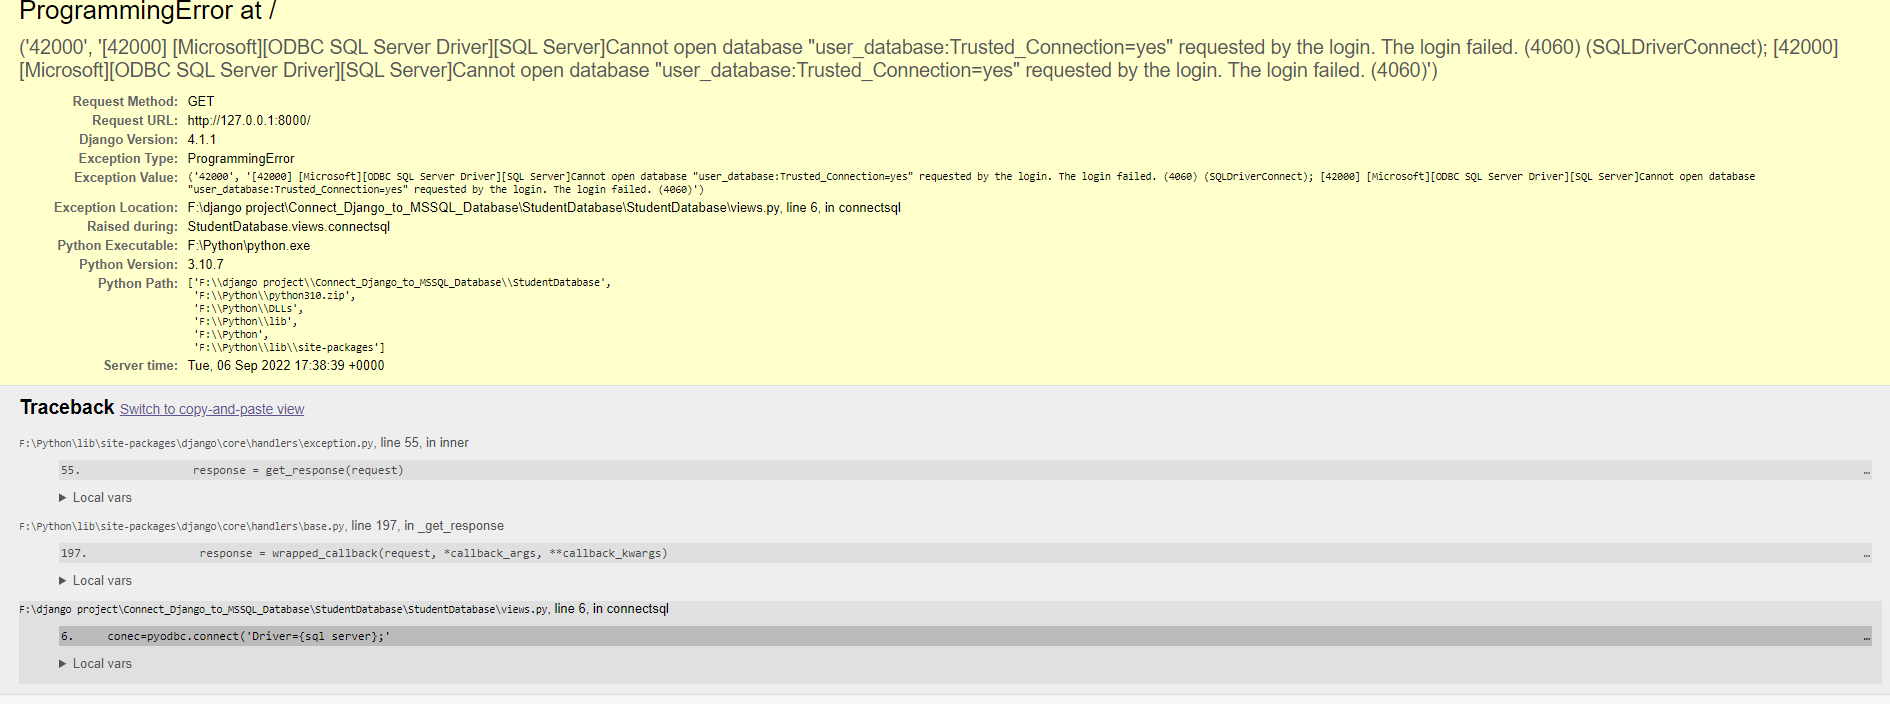 ProgrammingError at /
('42000', '[42000] [Microsoft][ODBC SQL Server Driver][SQL Server]Cannot open database "user_database:Trusted_Connection=yes" requested by the login. The login failed. (4060) (SQLDriverConnect); [42000]
[Microsoft][ODBC SQL Server Driver][SQL Server]Cannot open database "user_database:Trusted_Connection=yes" requested by the login. The login failed. (4060)')
Request Method: GET
Request URL: http://127.0.0.1:8000/
Django Version: 4.1.1
Exception Type: ProgrammingError
Exception Value: ('42000', '[42000] [Microsoft][ODBC SQL Server Driver][SQL Server]Cannot open database "user_database:Trusted_Connection=yes" requested by the login. The login failed. (4060) (SQLDriverConnect); [42000] [Microsoft][ODBC SQL Server Driver][SQL Server]Cannot open database
"user_database:Trusted_Connection=yes" requested by the login. The login failed. (4060)')
Exception Location: F:\django project\Connect_Django_to_MSSQL_Database\StudentDatabase\StudentDatabase\views.py, line 6, in connectsql
Raised during: StudentDatabase.views.connectsql
Python Executable: F:\Python\python.exe
Python Version: 3.10.7
Python Path: ['F:\\django project\\Connect_Django_to_MSSQL_Database\\StudentDatabase',
'F:\\Python\\python310.zip',
'F:\\Python\\DLLs',
'F:\\Python\\lib',
'F:\\Python',
'F:\\Python\\lib\\site-packages']
Server time: Tue, 06 Sep 2022 17:38:39 +0000
Traceback Switch to copy-and-paste view
F:\Python\lib\site-packages\django\core\handlers\exception.py, line 55, in inner
55. response = get_response(request) …
▶ Local vars
F:\Python\lib\site-packages\django\core\handlers\base.py, line 197, in _get_response
197. response = wrapped_callback(request, *callback_args, **callback_kwargs) …
▶ Local vars
F:\django project\Connect_Django_to_MSSQL_Database\StudentDatabase\StudentDatabase\views.py, line 6, in connectsql
6. conec=pyodbc.connect('Driver={sql server};' …
▶ Local vars